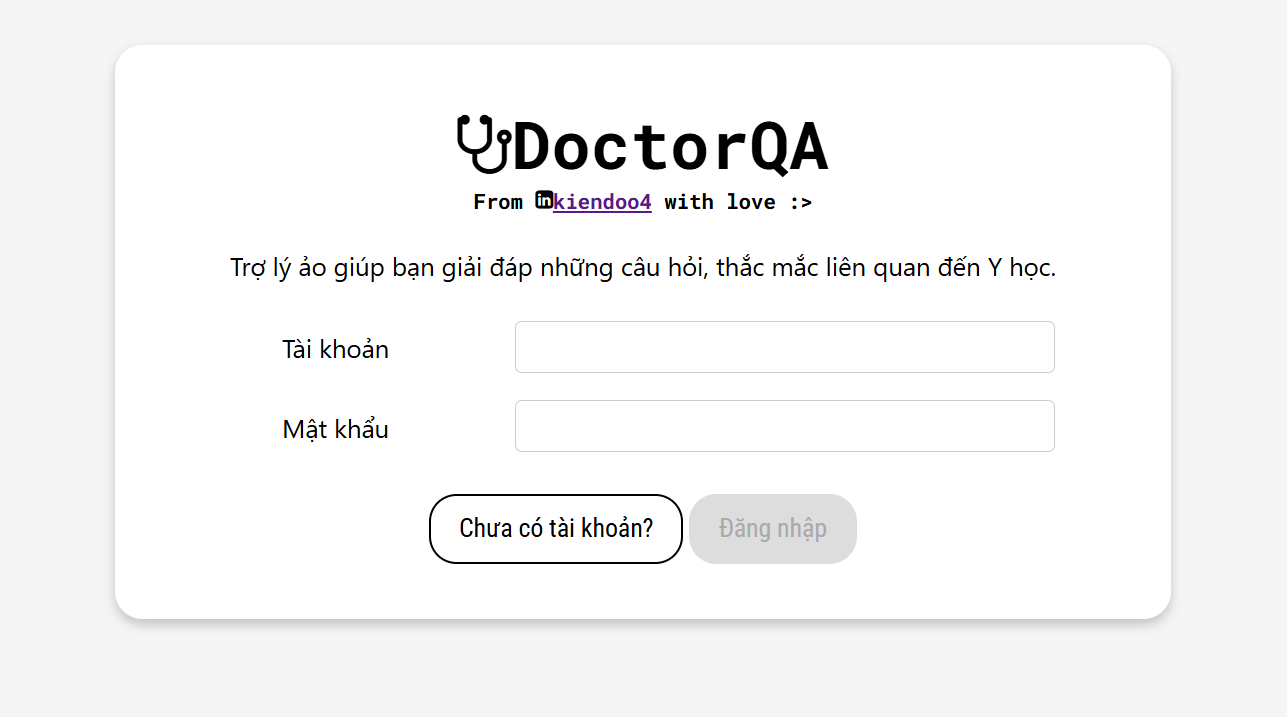 DoctorQA
From in kiendoo4 with love :>
Trợ lý ảo giúp bạn giải đáp những câu hỏi, thắc mắc liên quan đến Y học.
Tài khoản
Mật khẩu
Chưa có tài khoản? Đăng nhập